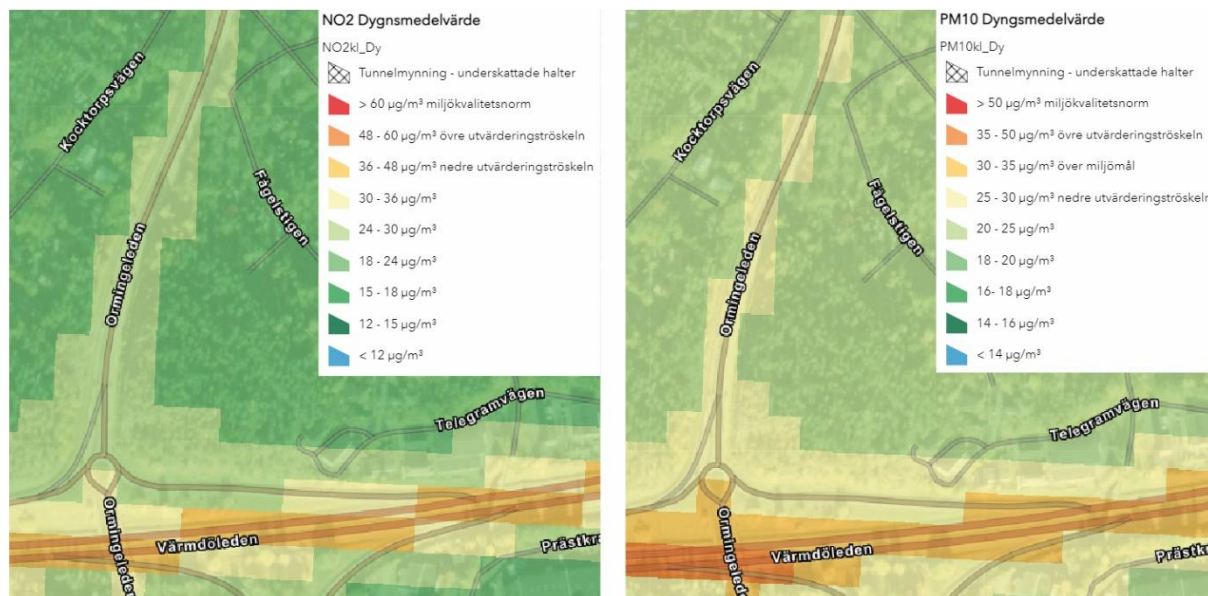 NO2 Dygnsmedelvärde
NO2kl_Dy
Tunnelmynning - underskattade halter
> 60 µg/m³ miljökvalitetsnorm
48 - 60 µg/m³ övre utvärderingströskeln
36 - 48 µg/m³ nedre utvärderingströskeln
30 - 36 µg/m³
24 - 30 µg/m³
18 - 24 µg/m³
15 - 18 µg/m³
12 - 15 µg/m³
< 12 µg/m³
Kocktorpsvägen
Fågelstigen
Ormingeleden
Telegramvägen
Ormingeleden
Värmdöleden
Prästkra
PM10 Dyngsmedelvärde
PM10kl_Dy
Tunnelmynning - underskattade halter
> 50 µg/m³ miljökvalitetsnorm
35 - 50 µg/m³ övre utvärderingströskeln
30 - 35 µg/m³ över miljömål
25 - 30 µg/m³ nedre utvärderingströskeln
20 - 25 µg/m³
18 - 20 µg/m³
16- 18 µg/m³
14 - 16 µg/m³
< 14 µg/m³
Kocktorpsvägen
Fågelstigen
Ormingeleden
Telegramvägen
Ormingeled
Värmdöleden
Prästkr